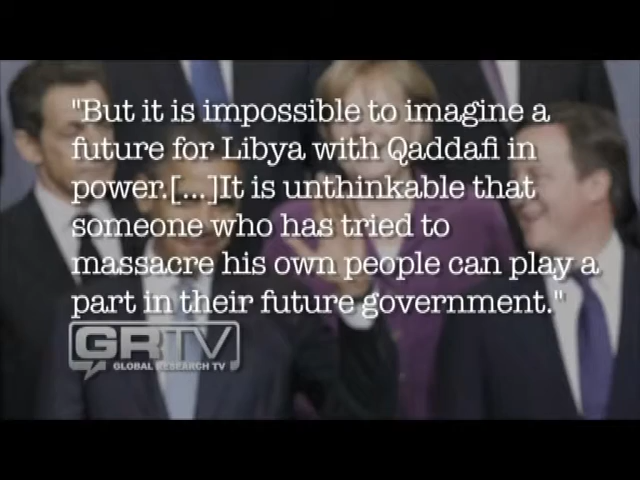 "But it is impossible to imagine a
future for Libya with Qaddafi in
power.[...]It is unthinkable that
someone who has tried to
massacre his own people can play a
part in their future government."
GRTV
GLOBAL RESEARCH TV